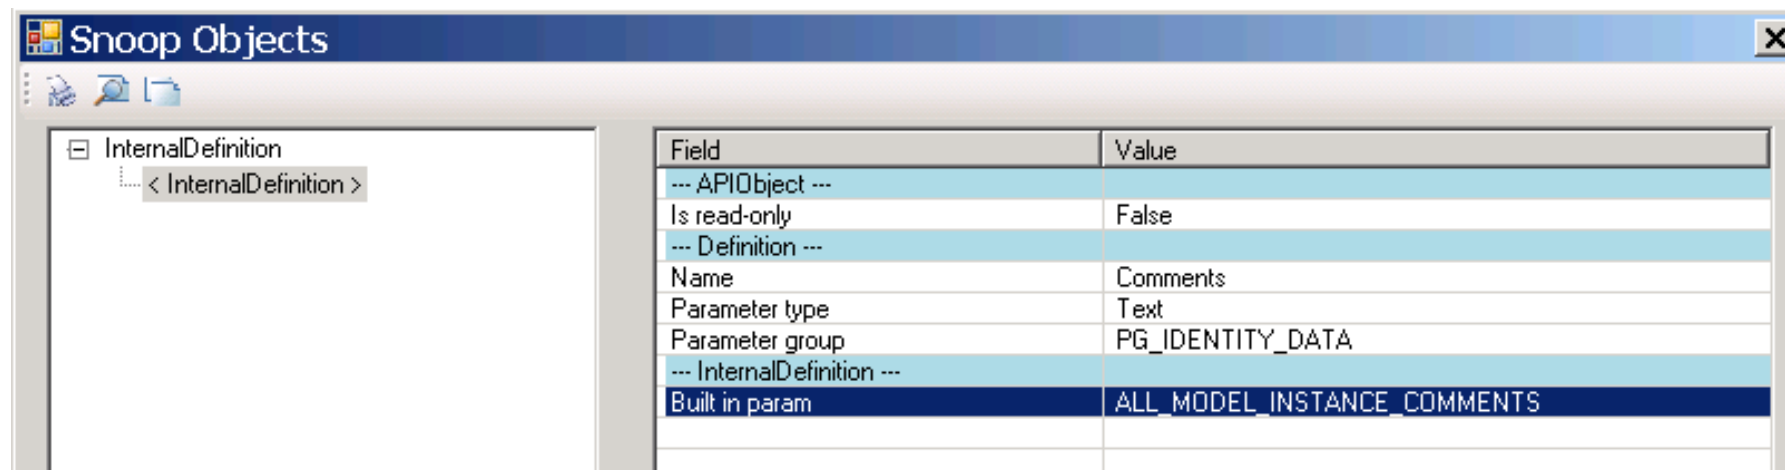 Snoop Objects
InternalDefinition
< InternalDefinition >
Field Value
--- APIObject ---
Is read-only False
--- Definition ---
Name Comments
Parameter type Text
Parameter group PG_IDENTITY_DATA
--- InternalDefinition ---
Built in param ALL_MODEL_INSTANCE_COMMENTS